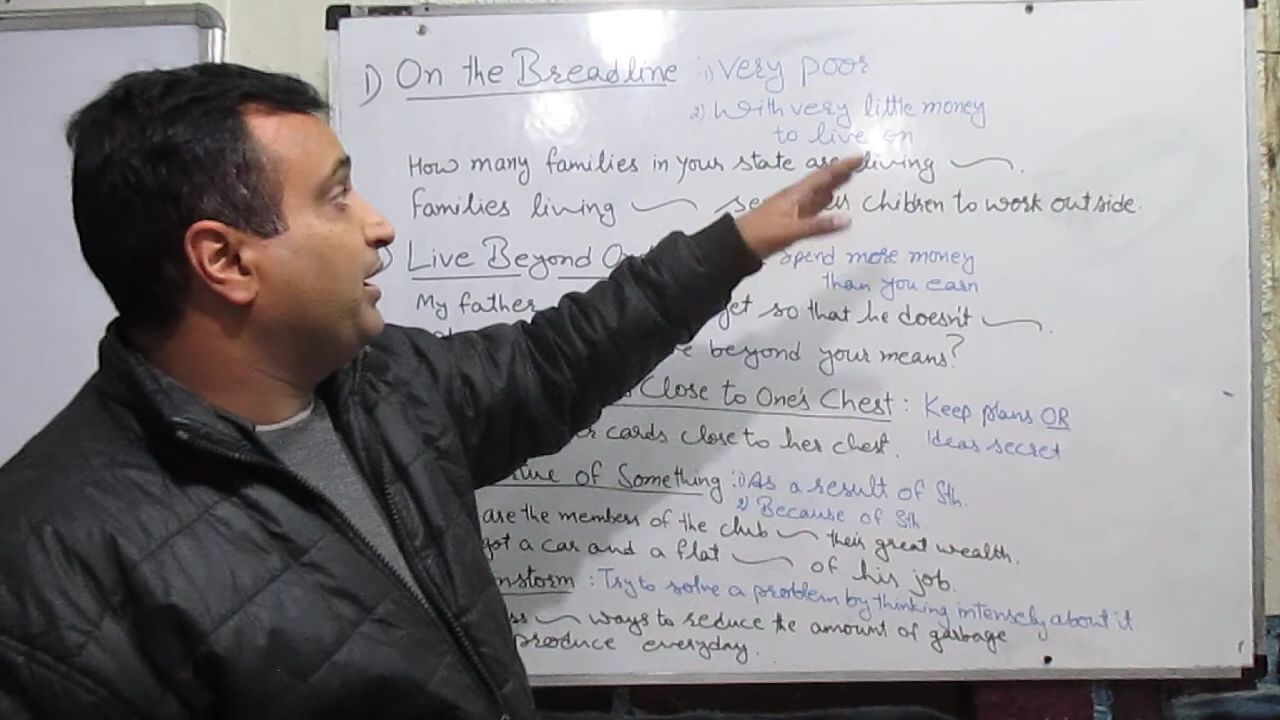 1) On the Breadline : 1) Very poor
2) With very little money
to live on
How many families in your state are living
Families living children to work outside.
Live Beyond Spend more money
than you earn
My father so that he doesn't
beyond your means?
Close to One's Chest : Keep plans OR
Ideas secret
cards close to her chest.
of Something : 1) As a result of Sth.
2) Because of Sth.
are the members of the club their great wealth.
got a car and a flat of his job.
: Try to solve a problem by thinking intensely about it
ways to reduce the amount of garbage
produce everyday.